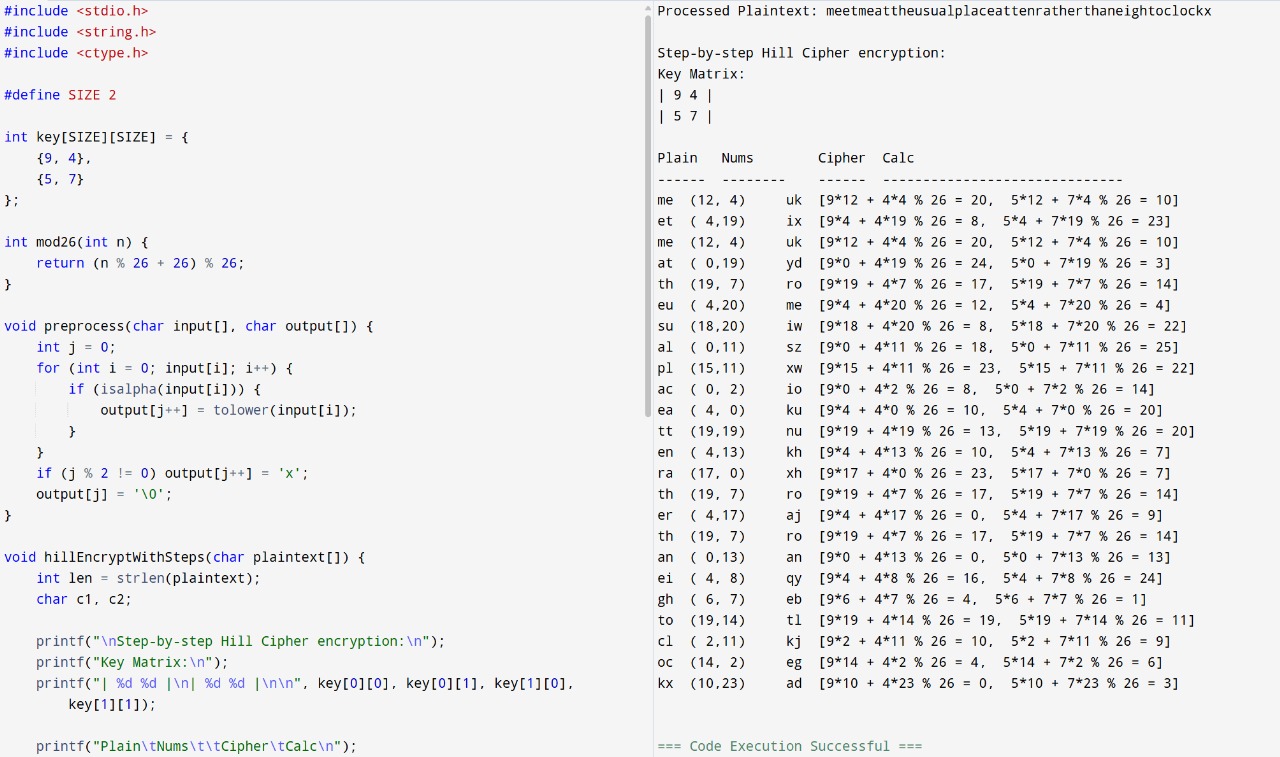 #include <stdio.h>
#include <string.h>
#include <ctype.h>

#define SIZE 2

int key[SIZE][SIZE] = {
    {9, 4},
    {5, 7}
};

int mod26(int n) {
    return (n % 26 + 26) % 26;
}

void preprocess(char input[], char output[]) {
    int j = 0;
    for (int i = 0; input[i]; i++) {
        if (isalpha(input[i])) {
            output[j++] = tolower(input[i]);
        }
    }
    if (j % 2 != 0) output[j++] = 'x';
    output[j] = '\0';
}

void hillEncryptWithSteps(char plaintext[]) {
    int len = strlen(plaintext);
    char c1, c2;

    printf("\nStep-by-step Hill Cipher encryption:\n");
    printf("Key Matrix:\n");
    printf("| %d %d |\n| %d %d |\n\n", key[0][0], key[0][1], key[1][0],
        key[1][1]);

    printf("Plain\tNums\t\tCipher\tCalc\n");

Processed Plaintext: meetmeattheusualplaceattenratherthaneightoclockx

Step-by-step Hill Cipher encryption:
Key Matrix:
| 9 4 |
| 5 7 |

Plain   Nums        Cipher  Calc
------  --------    ------  ------------------------------
me  (12, 4)     uk  [9*12 + 4*4 % 26 = 20,  5*12 + 7*4 % 26 = 10]
et  ( 4,19)     ix  [9*4 + 4*19 % 26 = 8,  5*4 + 7*19 % 26 = 23]
me  (12, 4)     uk  [9*12 + 4*4 % 26 = 20,  5*12 + 7*4 % 26 = 10]
at  ( 0,19)     yd  [9*0 + 4*19 % 26 = 24,  5*0 + 7*19 % 26 = 3]
th  (19, 7)     ro  [9*19 + 4*7 % 26 = 17,  5*19 + 7*7 % 26 = 14]
eu  ( 4,20)     me  [9*4 + 4*20 % 26 = 12,  5*4 + 7*20 % 26 = 4]
su  (18,20)     iw  [9*18 + 4*20 % 26 = 8,  5*18 + 7*20 % 26 = 22]
al  ( 0,11)     sz  [9*0 + 4*11 % 26 = 18,  5*0 + 7*11 % 26 = 25]
pl  (15,11)     xw  [9*15 + 4*11 % 26 = 23,  5*15 + 7*11 % 26 = 22]
ac  ( 0, 2)     io  [9*0 + 4*2 % 26 = 8,  5*0 + 7*2 % 26 = 14]
ea  ( 4, 0)     ku  [9*4 + 4*0 % 26 = 10,  5*4 + 7*0 % 26 = 20]
tt  (19,19)     nu  [9*19 + 4*19 % 26 = 13,  5*19 + 7*19 % 26 = 20]
en  ( 4,13)     kh  [9*4 + 4*13 % 26 = 10,  5*4 + 7*13 % 26 = 7]
ra  (17, 0)     xh  [9*17 + 4*0 % 26 = 23,  5*17 + 7*0 % 26 = 7]
th  (19, 7)     ro  [9*19 + 4*7 % 26 = 17,  5*19 + 7*7 % 26 = 14]
er  ( 4,17)     aj  [9*4 + 4*17 % 26 = 0,  5*4 + 7*17 % 26 = 9]
th  (19, 7)     ro  [9*19 + 4*7 % 26 = 17,  5*19 + 7*7 % 26 = 14]
an  ( 0,13)     an  [9*0 + 4*13 % 26 = 0,  5*0 + 7*13 % 26 = 13]
ei  ( 4, 8)     qy  [9*4 + 4*8 % 26 = 16,  5*4 + 7*8 % 26 = 24]
gh  ( 6, 7)     eb  [9*6 + 4*7 % 26 = 4,  5*6 + 7*7 % 26 = 1]
to  (19,14)     tl  [9*19 + 4*14 % 26 = 19,  5*19 + 7*14 % 26 = 11]
cl  ( 2,11)     kj  [9*2 + 4*11 % 26 = 10,  5*2 + 7*11 % 26 = 9]
oc  (14, 2)     eg  [9*14 + 4*2 % 26 = 4,  5*14 + 7*2 % 26 = 6]
kx  (10,23)     ad  [9*10 + 4*23 % 26 = 0,  5*10 + 7*23 % 26 = 3]

=== Code Execution Successful ===